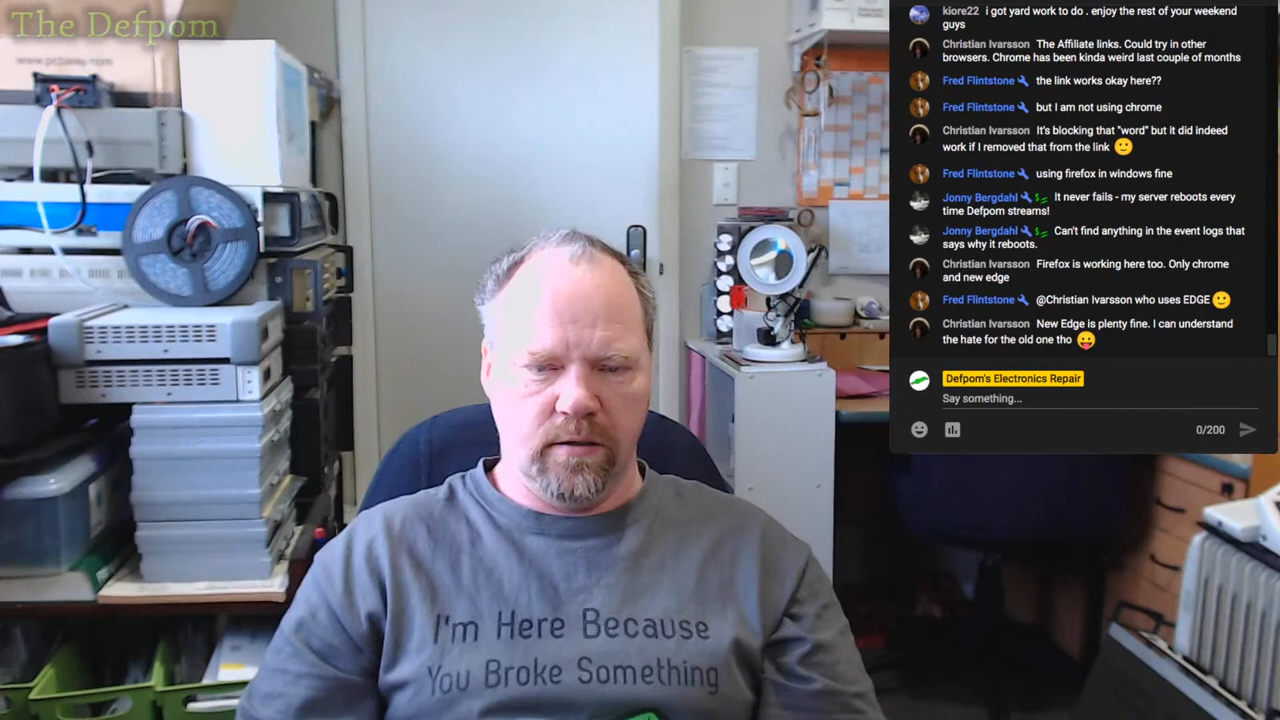 The Defpom
kiore22 i got yard work to do . enjoy the rest of your weekend
guys
Christian Ivarsson The Affiliate links. Could try in other
browsers. Chrome has been kinda weird last couple of months
Fred Flintstone the link works okay here??
Fred Flintstone but I am not using chrome
Christian Ivarsson It's blocking that "word" but it did indeed
work if I removed that from the link 🙂
Fred Flintstone using firefox in windows fine
Jonny Bergdahl It never fails - my server reboots every
time Defpom streams!
Jonny Bergdahl Can't find anything in the event logs that
says why it reboots.
Christian Ivarsson Firefox is working here too. Only chrome
and new edge
Fred Flintstone @Christian Ivarsson who uses EDGE 🙂
Christian Ivarsson New Edge is plenty fine. I can understand
the hate for the old one tho 😛
Defpom's Electronics Repair
Say something...
0/200
I'm Here Because
You Broke Something